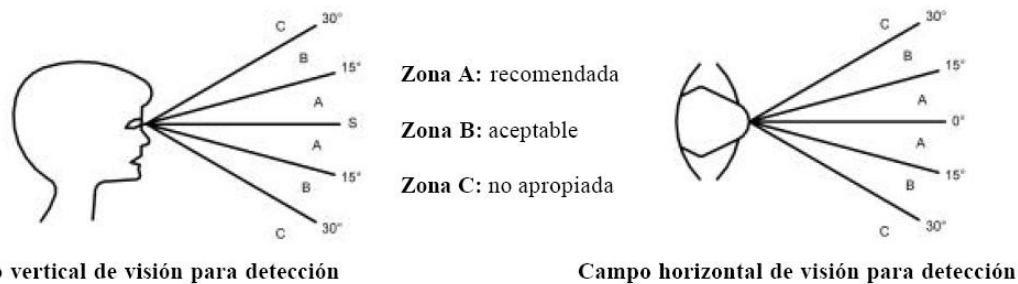 C
30°
B
15°
A
S
A
15°
B
30°
C
Zona A: recomendada
Zona B: aceptable
Zona C: no apropiada
C
30°
B
15°
A
0°
A
15°
B
30°
C
o vertical de visión para detección
Campo horizontal de visión para detección